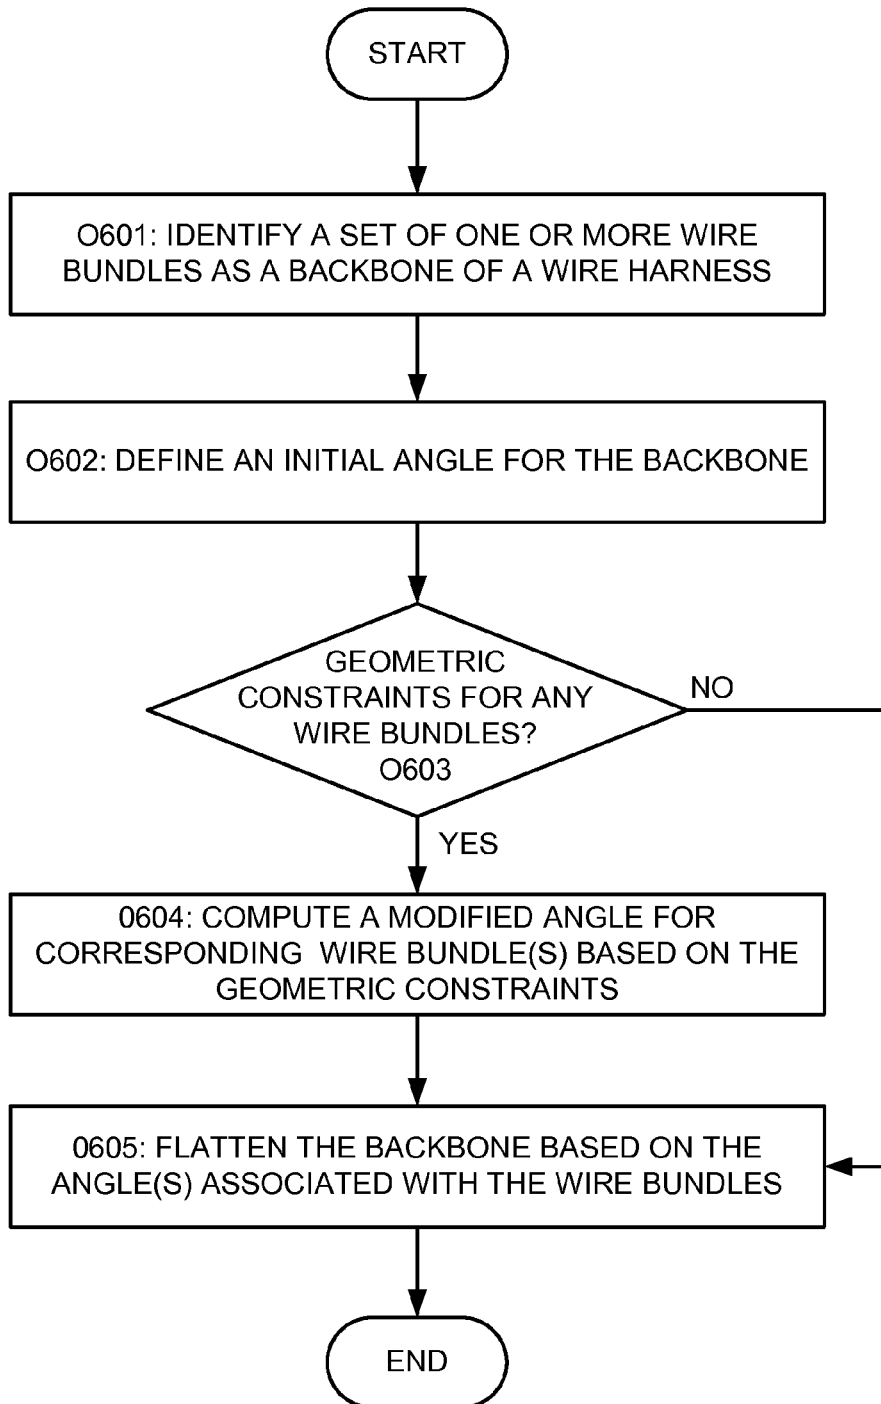 START
O601: IDENTIFY A SET OF ONE OR MORE WIRE
BUNDLES AS A BACKBONE OF A WIRE HARNESS
O602: DEFINE AN INITIAL ANGLE FOR THE BACKBONE
GEOMETRIC
CONSTRAINTS FOR ANY
WIRE BUNDLES?
O603
NO
YES
0604: COMPUTE A MODIFIED ANGLE FOR
CORRESPONDING WIRE BUNDLE(S) BASED ON THE
GEOMETRIC CONSTRAINTS
0605: FLATTEN THE BACKBONE BASED ON THE
ANGLE(S) ASSOCIATED WITH THE WIRE BUNDLES
END